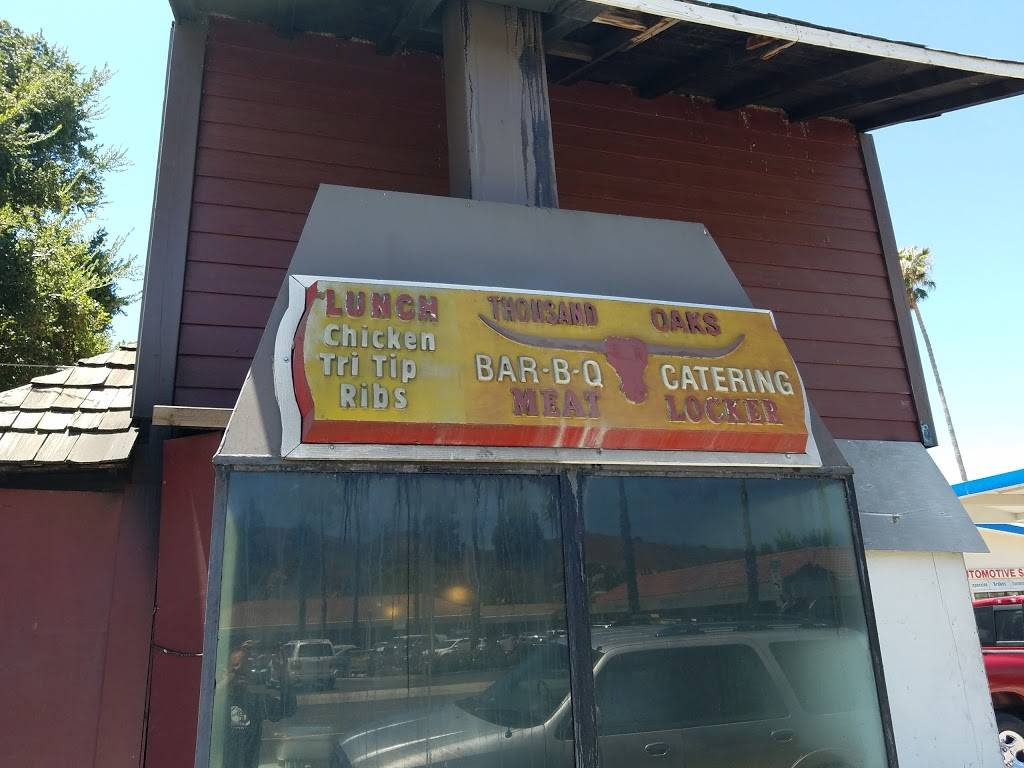 LUNCH
Chicken
Tri Tip
Ribs
THOUSAND OAKS
BAR-B-Q CATERING
MEAT LOCKER